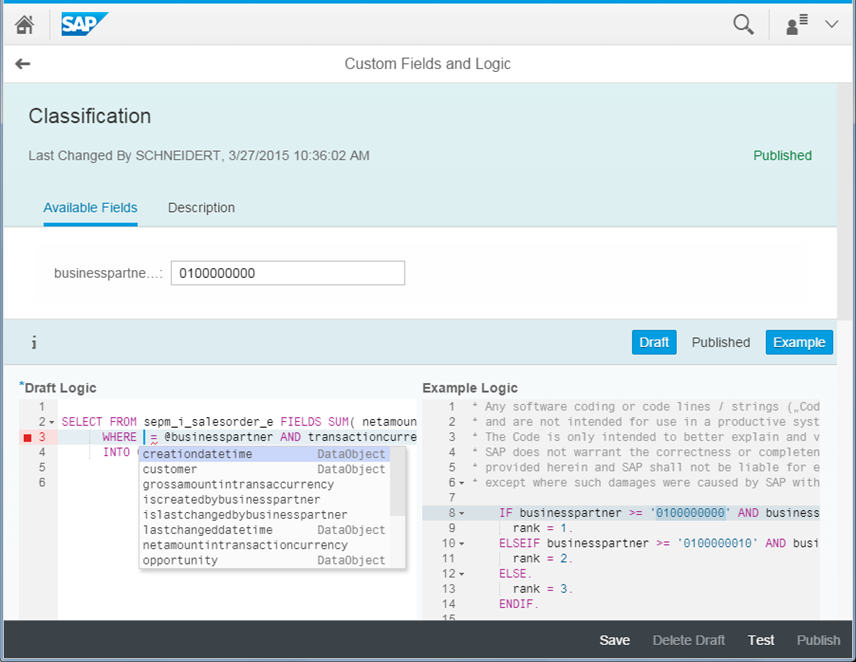 SAP
Custom Fields and Logic
Classification
Last Changed By SCHNEIDERT, 3/27/2015 10:36:02 AM
Published
Available Fields
Description
businesspartne...:
0100000000
i
Draft
Published
Example
*Draft Logic
1
2 SELECT FROM sepm_i_salesorder_e FIELDS SUM( netamoun
3 WHERE = @businesspartner AND transactioncurre
4 INTO
5
6
creationdatetime DataObject
customer DataObject
grossamountintransaccurrency
iscreatedbybusinesspartner
islastchangedbybusinesspartner
lastchangeddatetime DataObject
netamountintransactioncurrency
opportunity DataObject
Example Logic
1 * Any software coding or code lines / strings („Cod
2 * and are not intended for use in a productive syst
3 * The Code is only intended to better explain and v
4 * SAP does not warrant the correctness or completen
5 * provided herein and SAP shall not be liable for e
6 * except where such damages were caused by SAP with
7
8 IF businesspartner >= '0100000000' AND business
9 rank = 1.
10 ELSEIF businesspartner >= '0100000010' AND busi
11 rank = 2.
12 ELSE.
13 rank = 3.
14 ENDIF.
15
Save
Delete Draft
Test
Publish